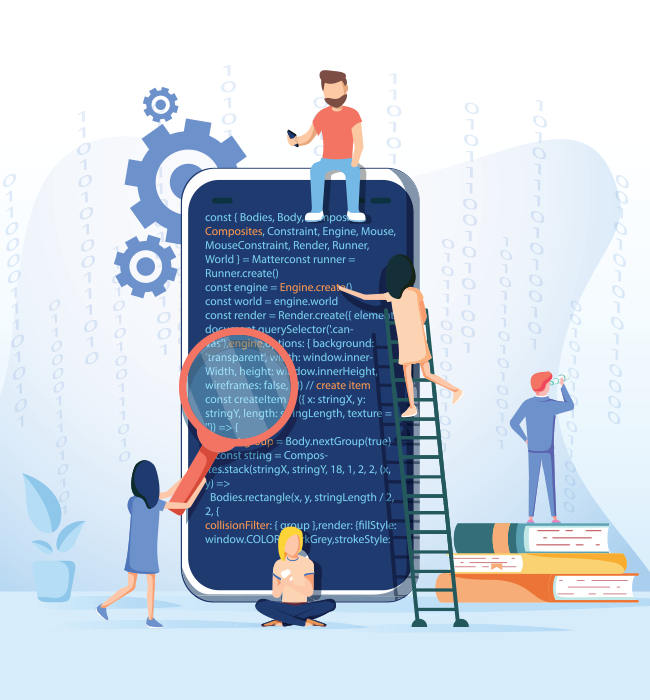 const { Bodies, Body,
Composites, Constraint, Engine, Mouse,
MouseConstraint, Render, Runner,
World } = Matterconst runner =
Runner.create()
const engine = Engine.create()
const world = engine.world
const render = Render.create({ element:
document.querySelector('.can-
vas'),engine,options: { background:
'transparent', width: window.inner-
Width, height: window.innerHeight,
wireframes: false, }}) // create item
const createItem ({ x: stringX, y:
stringY, length: stringLength, texture =
'}) => {
group = Body.nextGroup(true)
const string = Compos-
tes.stack(stringX, stringY, 18, 1, 2, 2, (x,
y) =>
Bodies.rectangle(x, y, stringLength / 2,
2, {
collisionFilter: { group },render: {fillStyle:
window.COLOR rkGrey,strokeStyle: